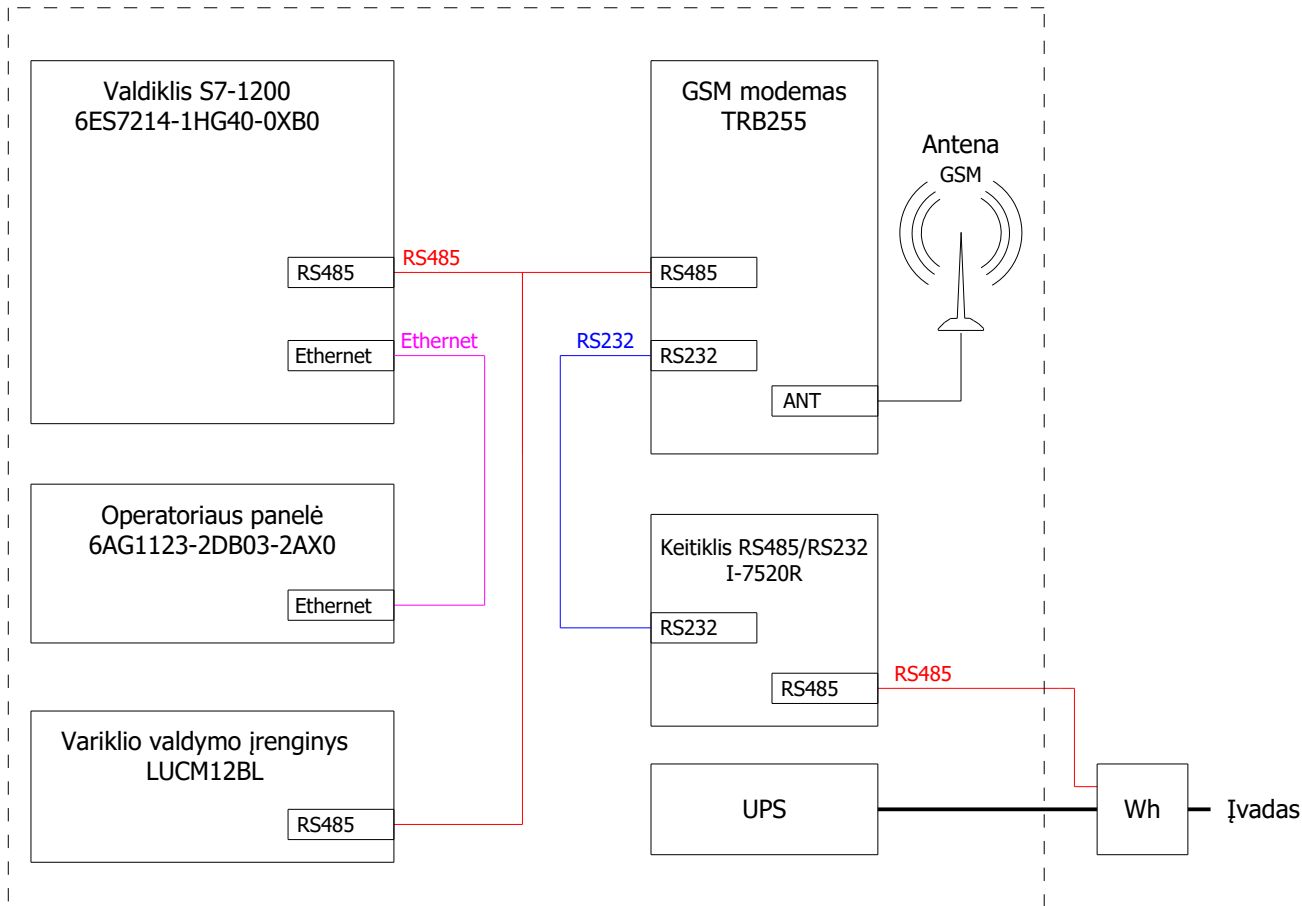 Valdiklis S7-1200
6ES7214-1HG40-0XB0
RS485
Ethernet
RS485
Ethernet
Operatoriaus panelė
6AG1123-2DB03-2AX0
Ethernet
Variklio valdymo įrenginys
LUCM12BL
RS485
GSM modemas
TRB255
RS485
RS232
RS232
ANT
Antena
GSM
Keitiklis RS485/RS232
I-7520R
RS232
RS485
RS485
UPS
Wh
Įvadas